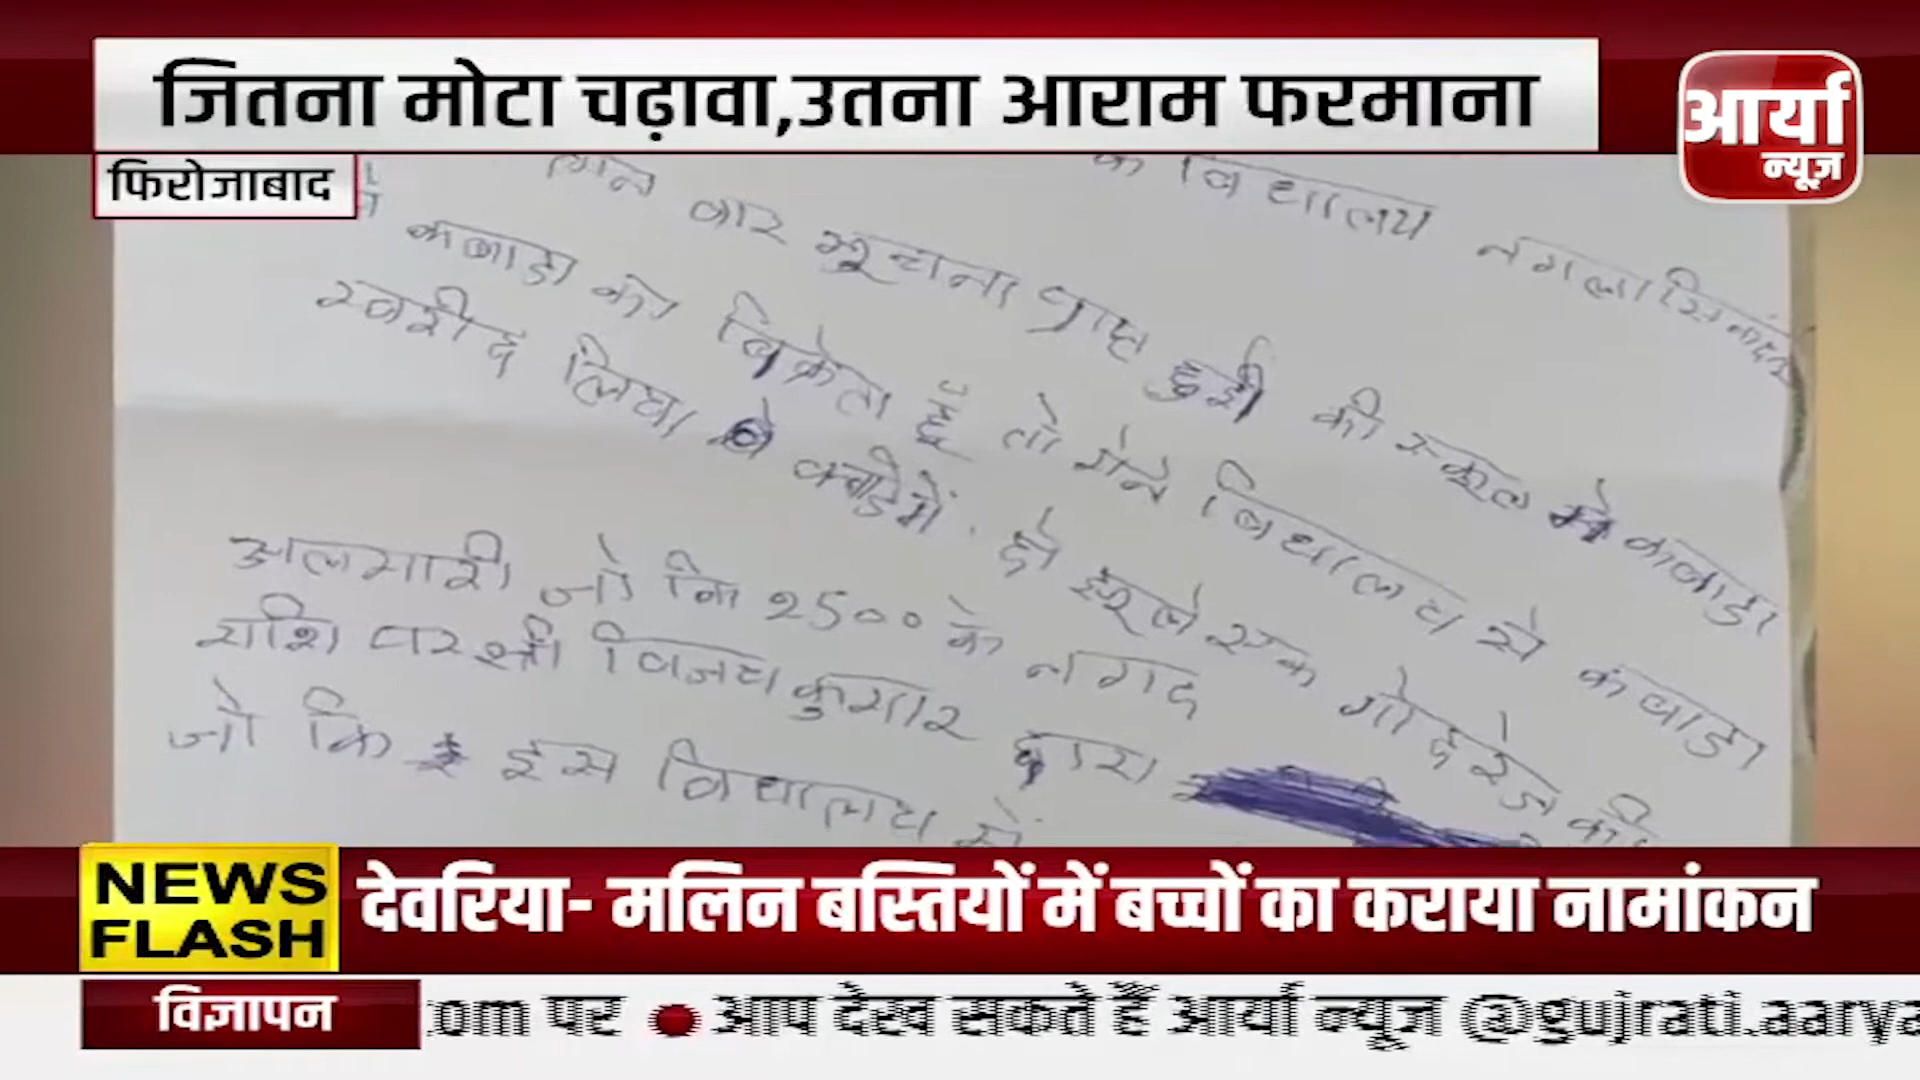 जितना मोटा चढ़ावा,उतना आराम फरमाना
आर्या
न्यूज़
फिरोजाबाद
के विद्यालय नगला
वार सूचना प्राप्त हुई की स्कूल में कबाड़ा
कबाडा को विक्रेता हूँ तो मैने विद्यालय से कबाडा
खरीद लिया कबाडे में. दो एक गोदरेज की
अलमारी जो कि 2500 के नगद
राशि पर श्री विजय कुमार द्वारा
जो कि इस विद्यालय में
NEWS
FLASH
देवरिया- मलिन बस्तियों में बच्चों का कराया नामांकन
विज्ञापन
com पर ● आप देख सकते हैं आर्या न्यूज @gujrati.aarya